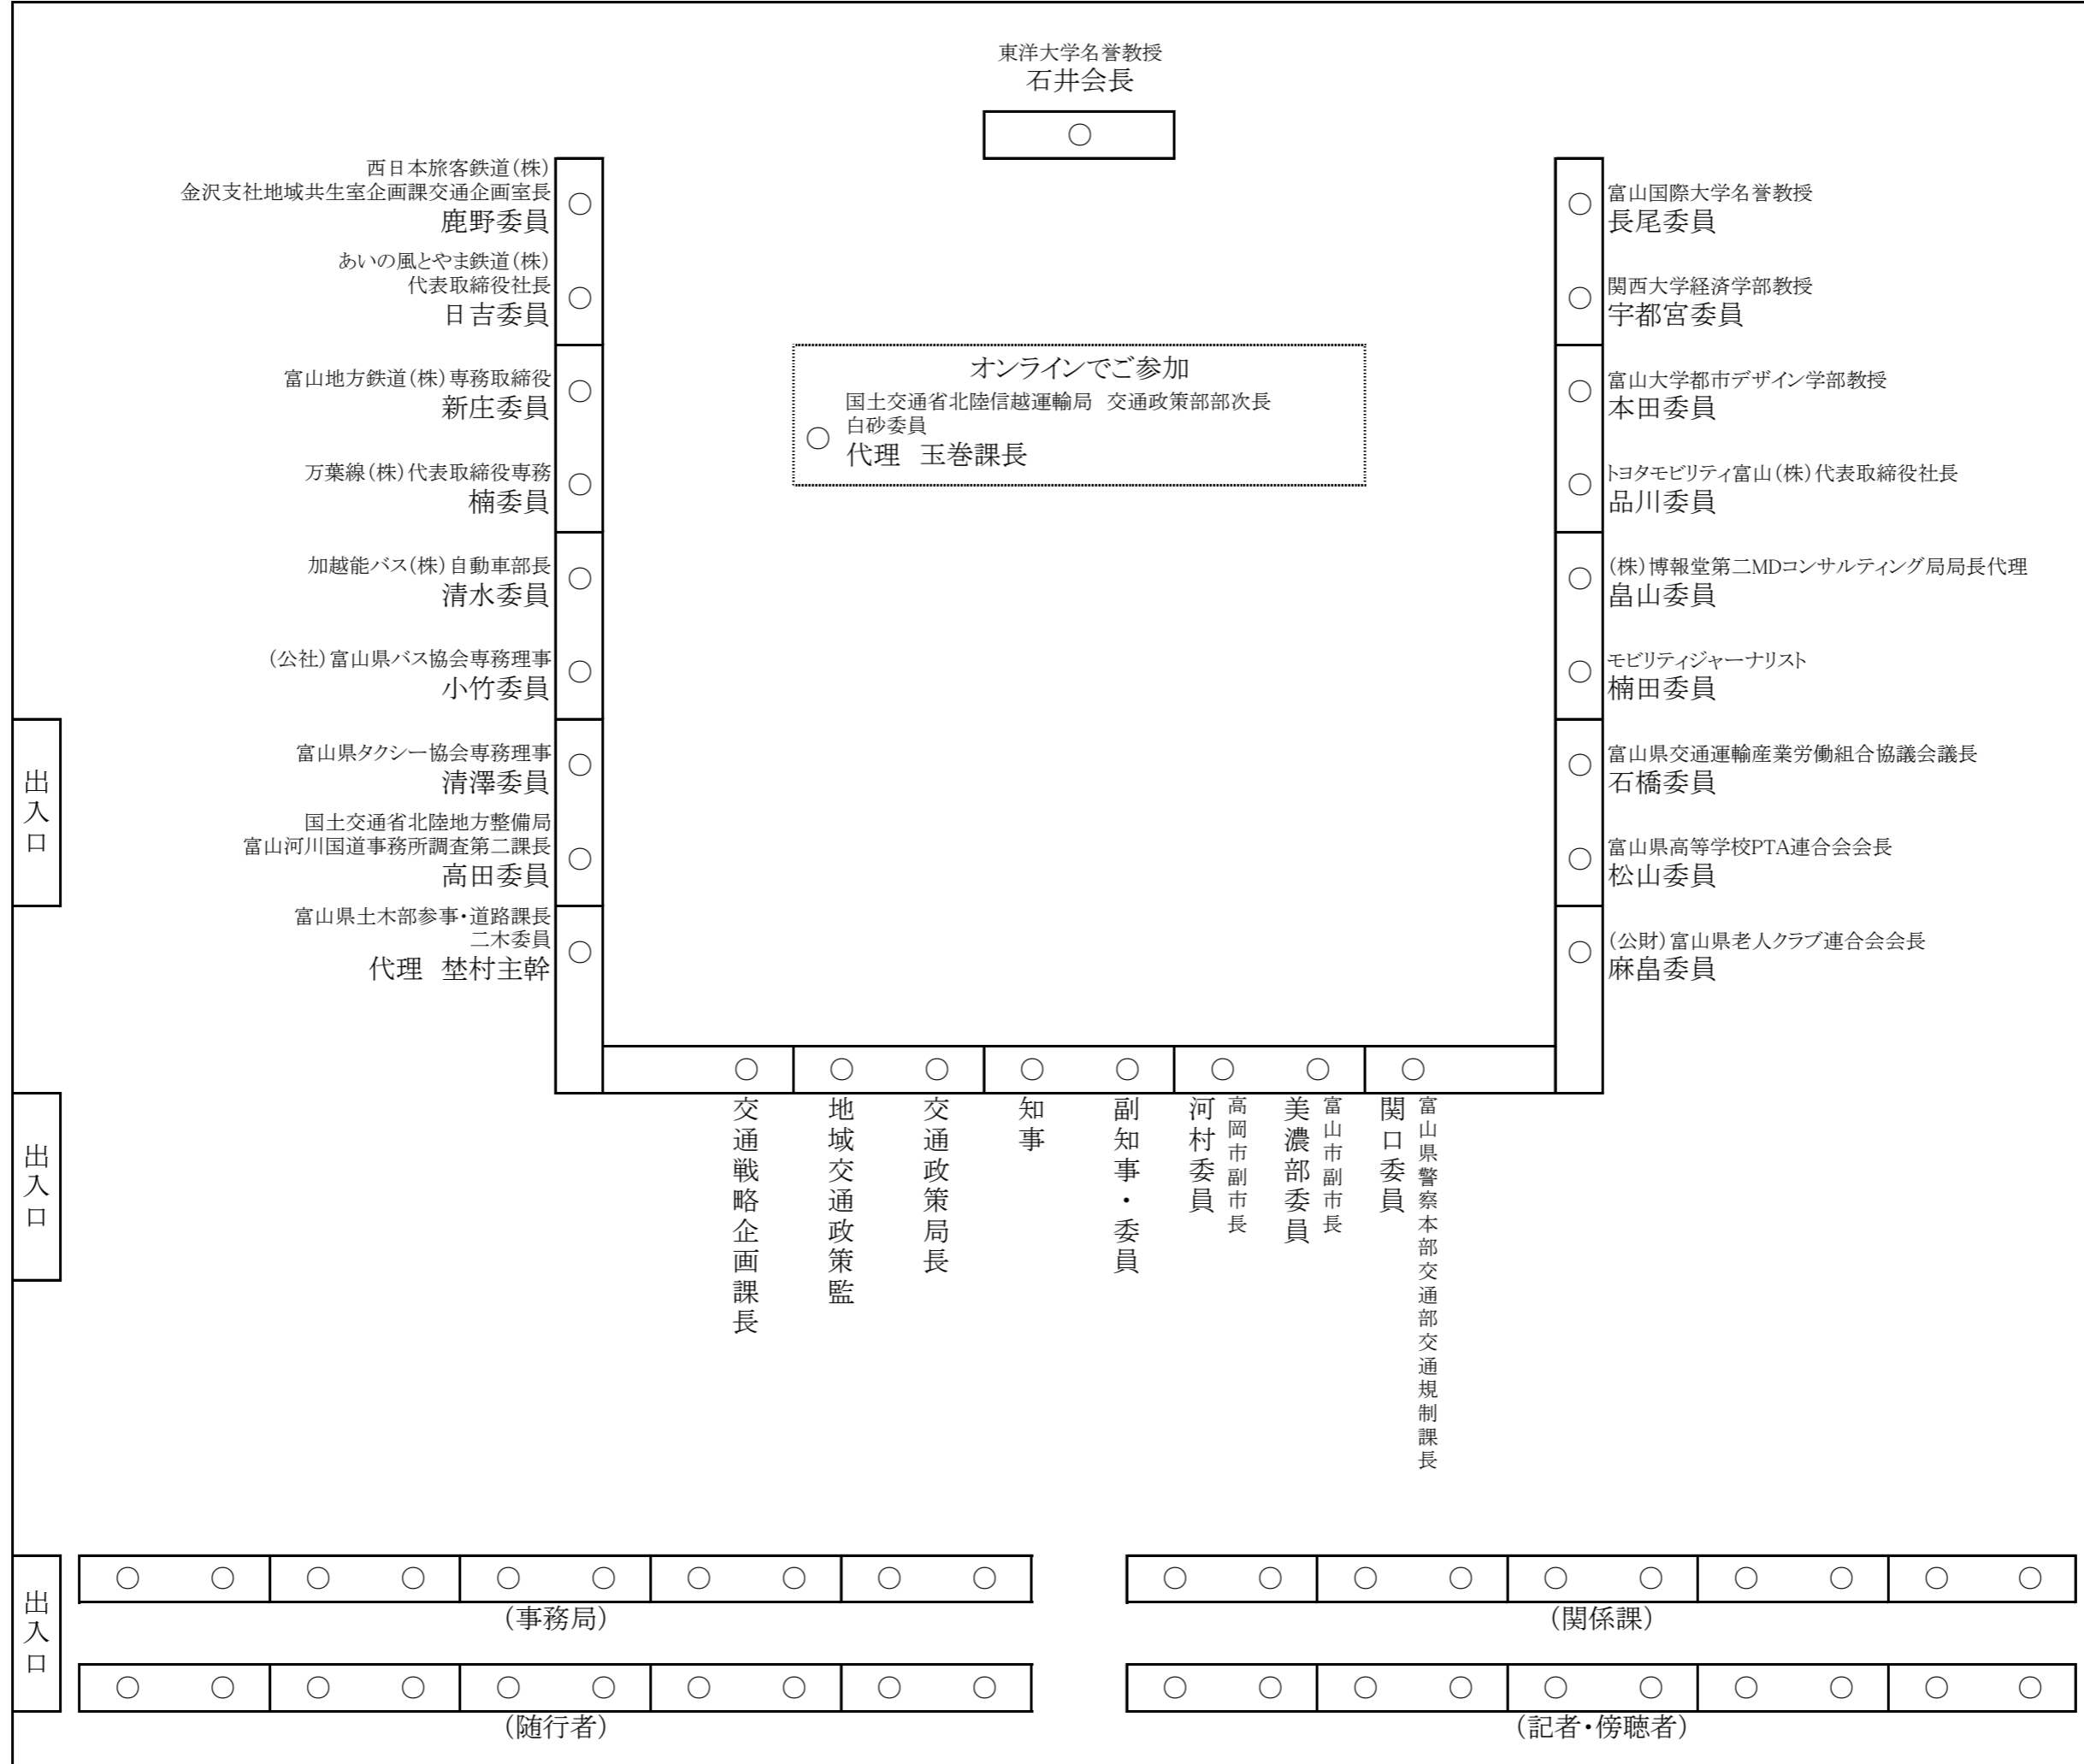 東洋大学名誉教授
石井会長
西日本旅客鉄道(株)
金沢支社地域共生室企画課交通企画室長
鹿野委員
あいの風とやま鉄道(株)
代表取締役社長
日吉委員
富山地方鉄道(株)専務取締役
新庄委員
万葉線(株)代表取締役専務
楠委員
加越能バス(株)自動車部長
清水委員
(公社)富山県バス協会専務理事
小竹委員
富山県タクシー協会専務理事
清澤委員
国土交通省北陸地方整備局
富山河川国道事務所調査第二課長
高田委員
富山県土木部参事・道路課長
二木委員
代理 埜村主幹
オンラインでご参加
国土交通省北陸信越運輸局 交通政策部部次長
白砂委員
代理 玉巻課長
富山国際大学名誉教授
長尾委員
関西大学経済学部教授
宇都宮委員
富山大学都市デザイン学部教授
本田委員
トヨタモビリティ富山(株)代表取締役社長
品川委員
(株)博報堂第二MDコンサルティング局局長代理
畠山委員
モビリティジャーナリスト
楠田委員
富山県交通運輸産業労働組合協議会議長
石橋委員
富山県高等学校PTA連合会会長
松山委員
(公財)富山県老人クラブ連合会会長
麻畠委員
交通戦略企画課長
地域交通政策監
交通政策局長
知事
副知事・委員
高岡市副市長
河村委員
富山市副市長
美濃部委員
富山県警察本部交通部交通規制課長
関口委員
出入口
出入口
出入口
(事務局)
(関係課)
(随行者)
(記者・傍聴者)